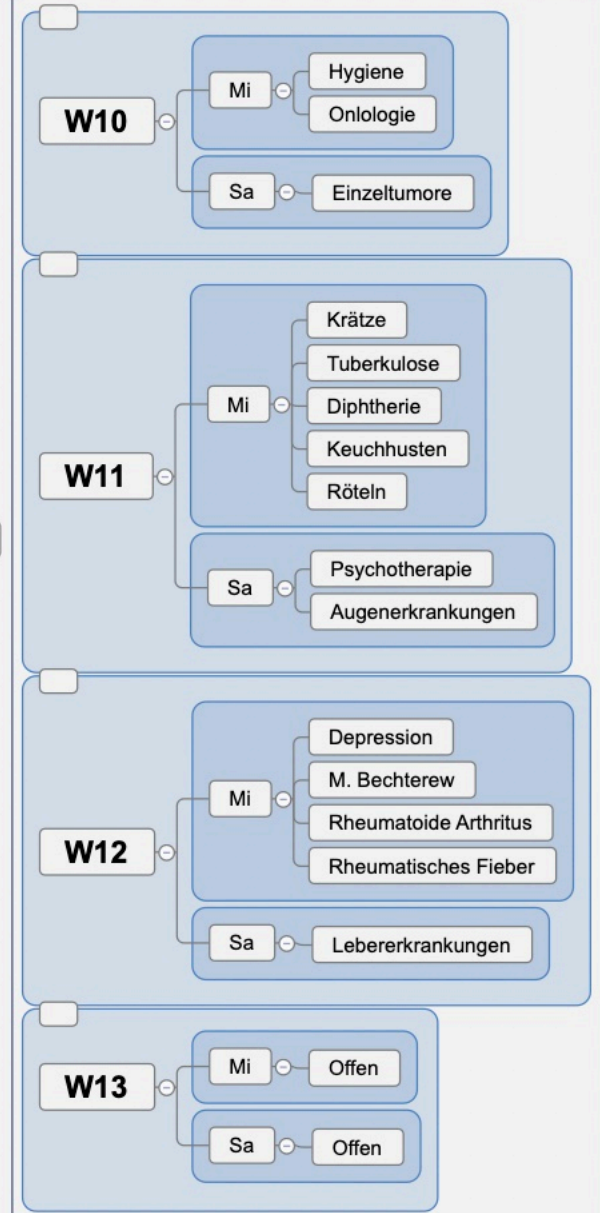 W10
Mi
Hygiene
Onlologie
Sa
Einzeltumore
W11
Mi
Krätze
Tuberkulose
Diphtherie
Keuchhusten
Röteln
Sa
Psychotherapie
Augenerkrankungen
W12
Mi
Depression
M. Bechterew
Rheumatoide Arthritus
Rheumatisches Fieber
Sa
Lebererkrankungen
W13
Mi
Offen
Sa
Offen